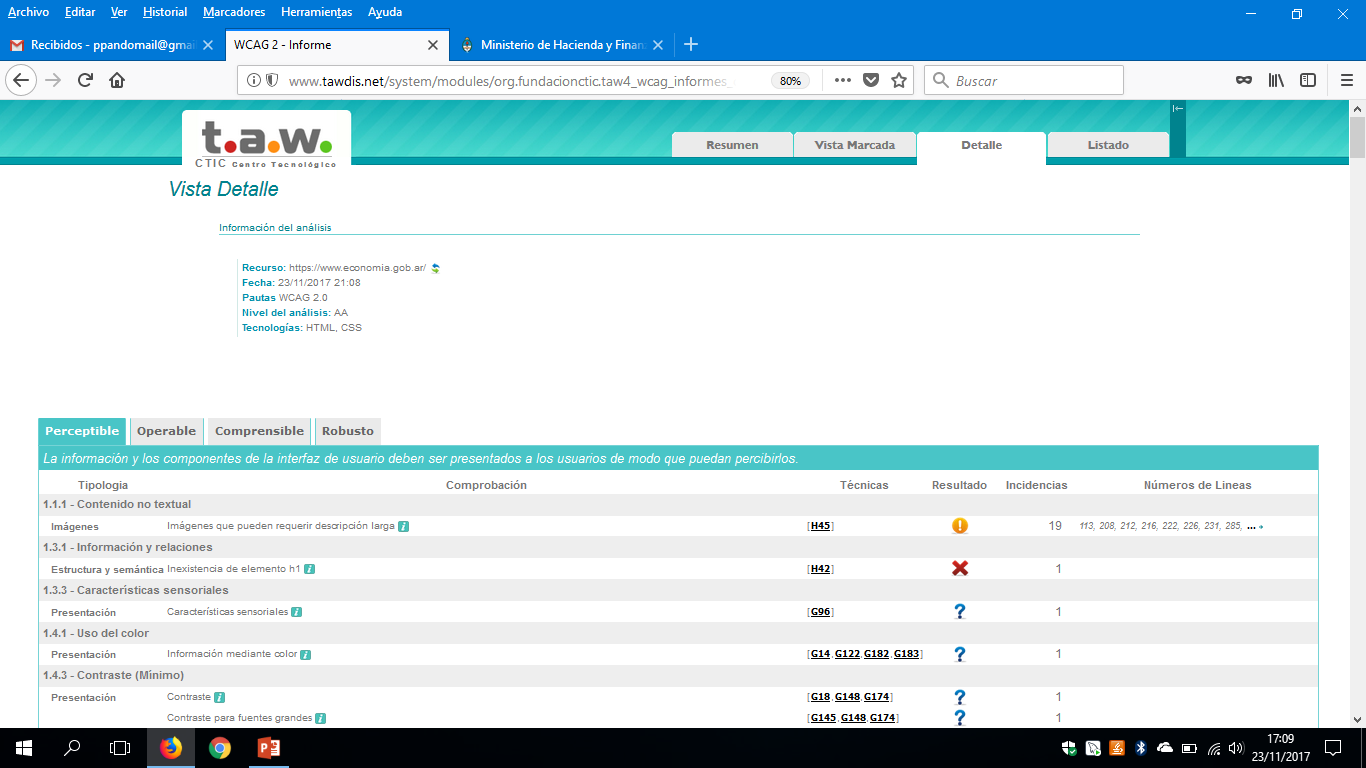 Archivo Editar Ver Historial Marcadores Herramientas Ayuda
Recibidos - ppandomail@gmai
WCAG 2 - Informe
Ministerio de Hacienda y Finan
www.tawdis.net/system/modules/org.fundacionctic.taw4_wcag_informes_
80%
Buscar
t.a.w.
CTIC Centro Tecnológico
Resumen
Vista Marcada
Detalle
Listado
Vista Detalle
Información del análisis
Recurso: https://www.economia.gob.ar/
Fecha: 23/11/2017 21:08
Pautas WCAG 2.0
Nivel del análisis: AA
Tecnologías: HTML, CSS
Perceptible Operable Comprensible Robusto
La información y los componentes de la interfaz de usuario deben ser presentados a los usuarios de modo que puedan percibirlos.
Tipologia Comprobación Técnicas Resultado Incidencias Números de Lineas
1.1.1 - Contenido no textual
Imágenes Imágenes que pueden requerir descripción larga i [H45] ! 19 113, 208, 212, 216, 222, 226, 231, 285, ...
1.3.1 - Información y relaciones
Estructura y semántica Inexistencia de elemento h1 i [H42] 1
1.3.3 - Características sensoriales
Presentación Características sensoriales i [G96] ? 1
1.4.1 - Uso del color
Presentación Información mediante color i [G14, G122, G182, G183] ? 1
1.4.3 - Contraste (Mínimo)
Presentación Contraste i [G18, G148, G174] ? 1
Contraste para fuentes grandes i [G145, G148, G174] ? 1
17:09
23/11/2017